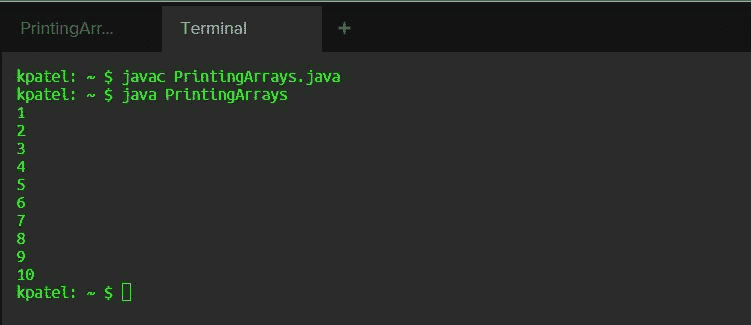 PrintingArr... Terminal +
kpatel: ~ $ javac PrintingArrays.java
kpatel: ~ $ java PrintingArrays
1
2
3
4
5
6
7
8
9
10
kpatel: ~ $